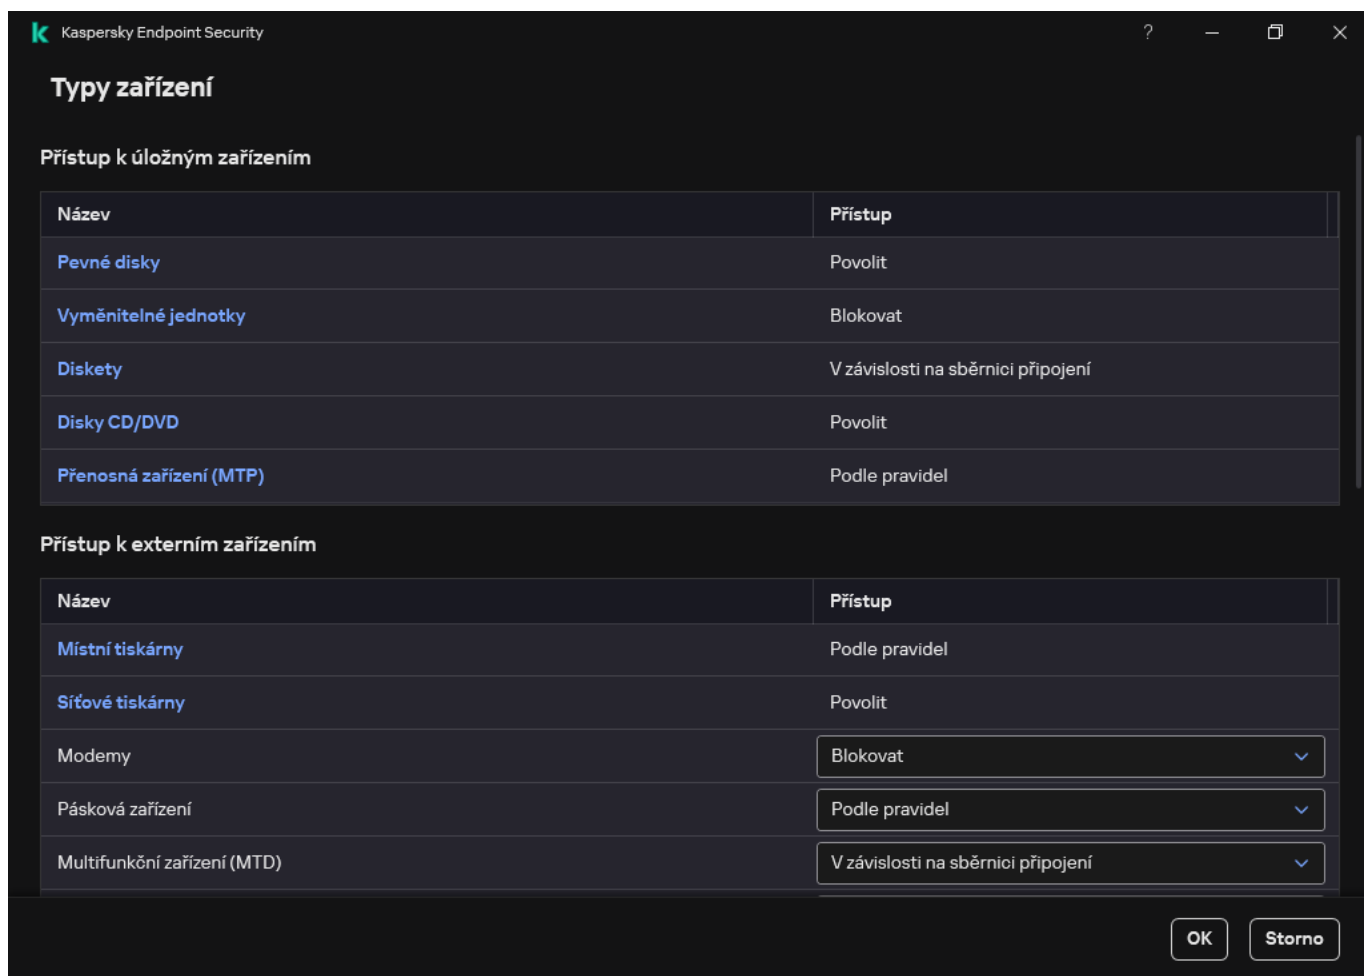 Kaspersky Endpoint Security
Typy zařízení
Přístup k úložným zařízením
Název Přístup
Pevné disky Povolit
Vyměnitelné jednotky Blokovat
Diskety V závislosti na sběrnici připojení
Disky CD/DVD Povolit
Přenosná zařízení (MTP) Podle pravidel
Přístup k externím zařízením
Název Přístup
Místní tiskárny Podle pravidel
Síťové tiskárny Povolit
Modemy Blokovat
Pásková zařízení Podle pravidel
Multifunkční zařízení (MTD) V závislosti na sběrnici připojení
OK Storno